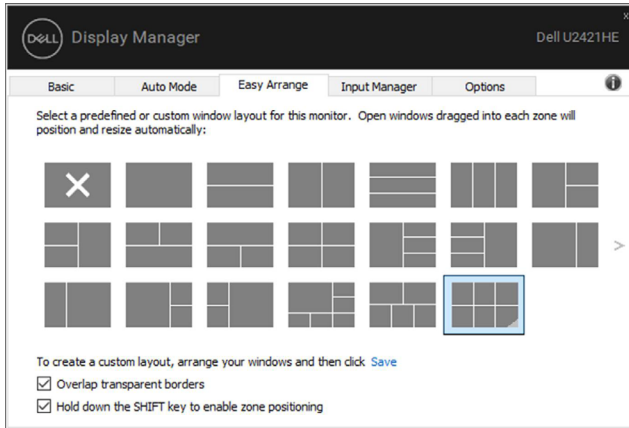 DELL Display Manager
Dell U2421HE
Basic Auto Mode Easy Arrange Input Manager Options
Select a predefined or custom window layout for this monitor. Open windows dragged into each zone will
position and resize automatically:
To create a custom layout, arrange your windows and then click Save
Overlap transparent borders
Hold down the SHIFT key to enable zone positioning